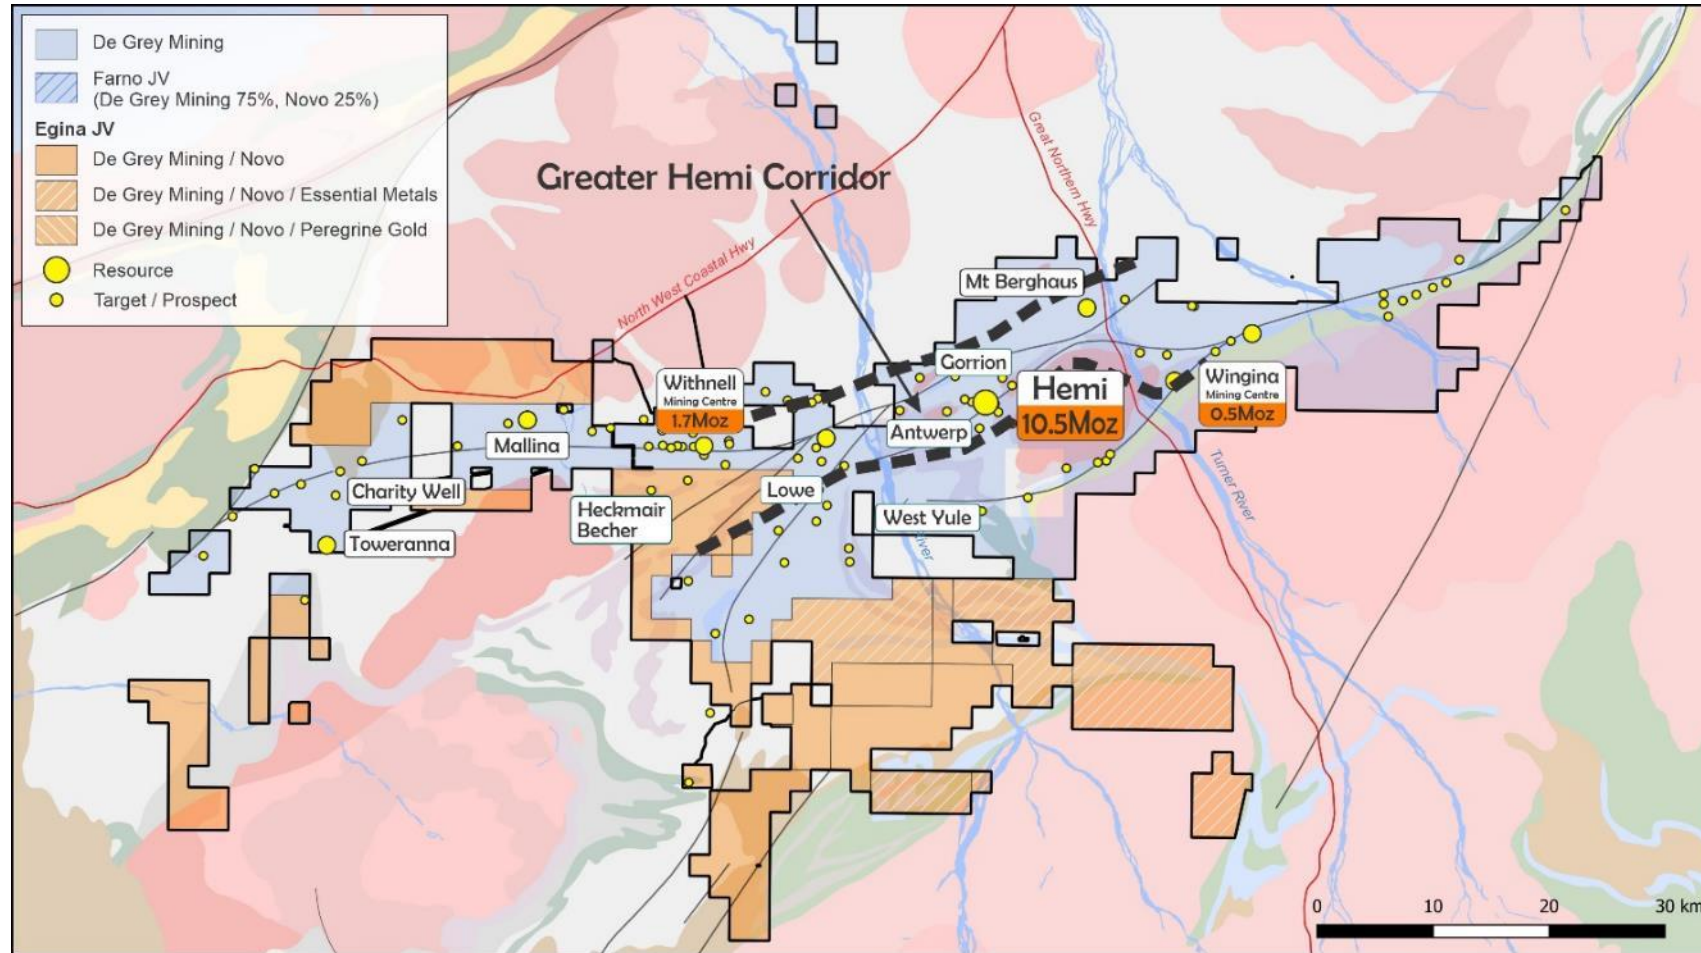 De Grey Mining
Farno JV
(De Grey Mining 75%, Novo 25%)
Egina JV
De Grey Mining / Novo
De Grey Mining / Novo / Essential Metals
De Grey Mining / Novo / Peregrine Gold
Resource
Target / Prospect
Greater Hemi Corridor
Great Northern Hwy
North West Coastal Hwy
Mt Berghaus
Gorrion
Withnell
Mining Centre
1.7Moz
Hemi
10.5Moz
Wingina
Mining Centre
0.5Moz
Mallina
Antwerp
Charity Well
Lowe
Heckmair
Becher
West Yule
Toweranna
Turner River
River
0 10 20 30 km